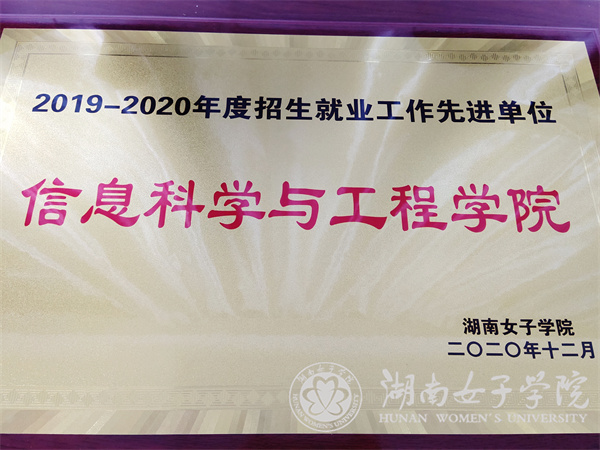 2019-2020年度招生就业工作先进单位
信息科学与工程学院
湖南女子学院
二〇二〇年十二月
湖南女子学院
HUNAN WOMEN'S UNIVERSITY